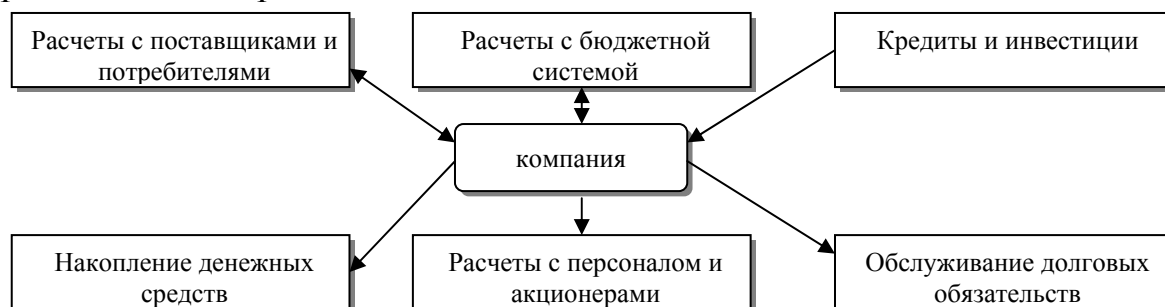 Расчеты с поставщиками и
потребителями
Расчеты с бюджетной
системой
Кредиты и инвестиции
компания
Накопление денежных
средств
Расчеты с персоналом и
акционерами
Обслуживание долговых
обязательств